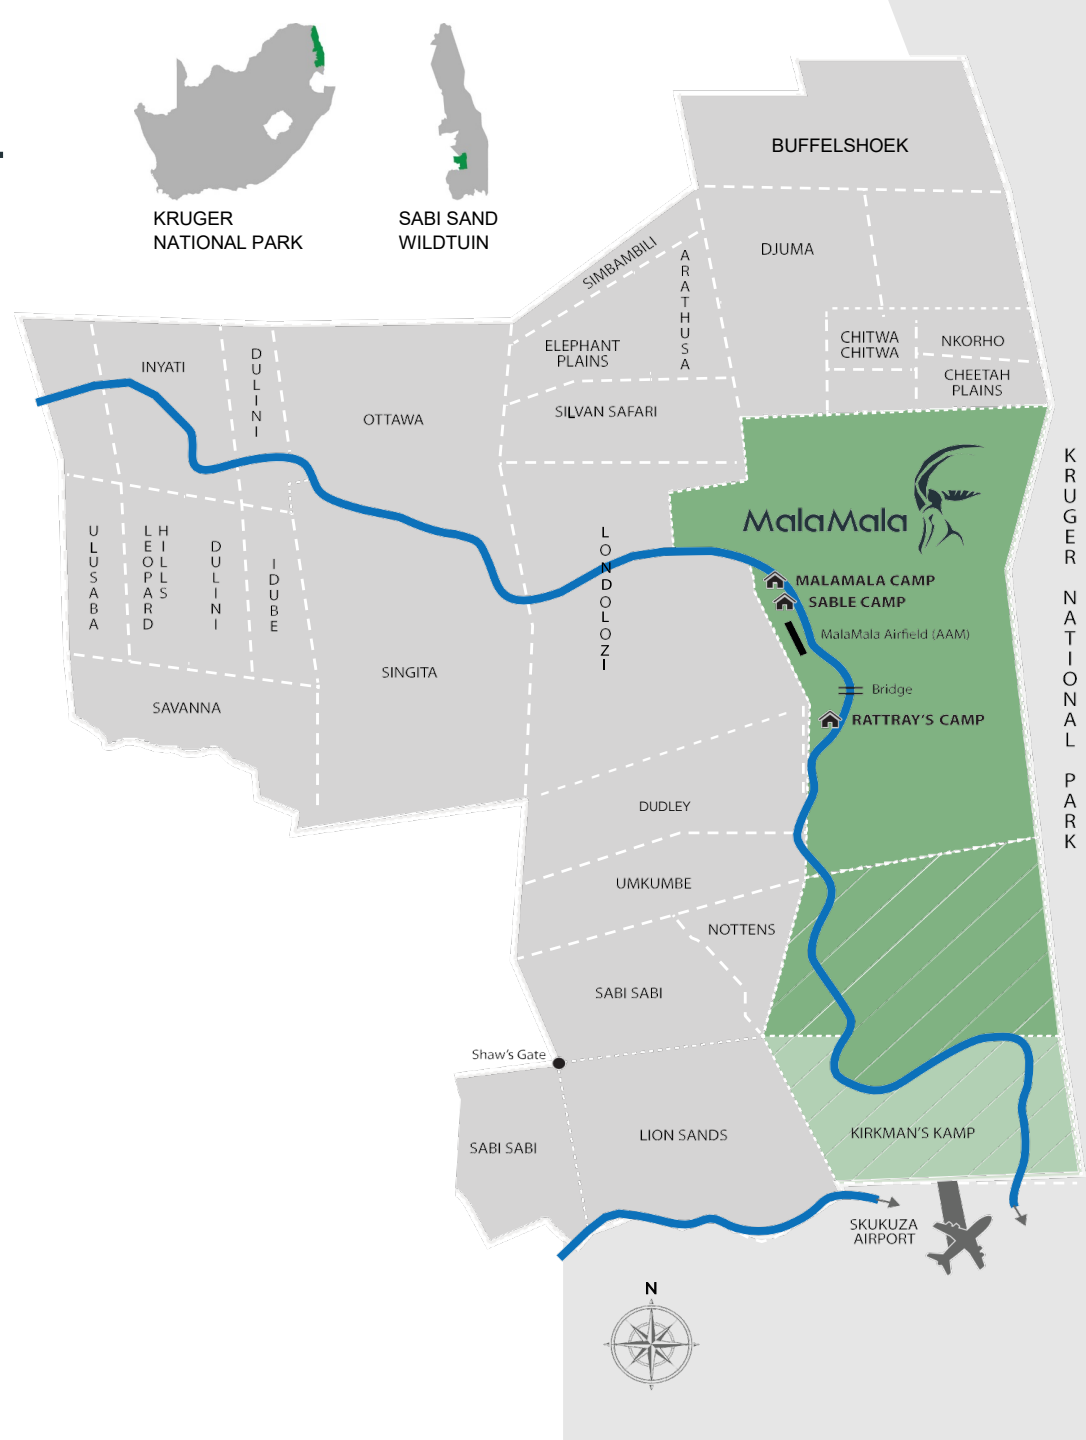 KRUGER
NATIONAL PARK
SABI SAND
WILDTUIN
BUFFELSHOEK
SIMBAMBILI
ARATHUSA
DJUMA
ELEPHANT
PLAINS
CHITWA
CHITWA
NKORHO
CHEETAH
PLAINS
INYATI
DULINI
OTTAWA
SILVAN SAFARI
MalaMala
KRUGER NATIONAL PARK
ULUSABA
LEOPARD
HILLS
DULINI
IDUBE
LONDOLOZI
MALAMALA CAMP
SABLE CAMP
MalaMala Airfield (AAM)
SINGITA
Bridge
SAVANNA
RATTRAY'S CAMP
DUDLEY
UMKUMBE
NOTTENS
SABI SABI
Shaw's Gate
SABI SABI
LION SANDS
KIRKMAN'S KAMP
SKUKUZA
AIRPORT
N